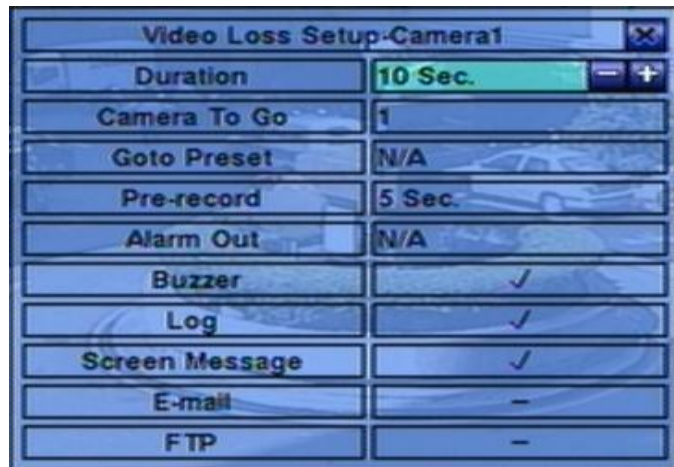 Video Loss Setup-Camera1
Duration 10 Sec.
Camera To Go 1
Goto Preset N/A
Pre-record 5 Sec.
Alarm Out N/A
Buzzer ✓
Log ✓
Screen Message ✓
E-mail –
FTP –